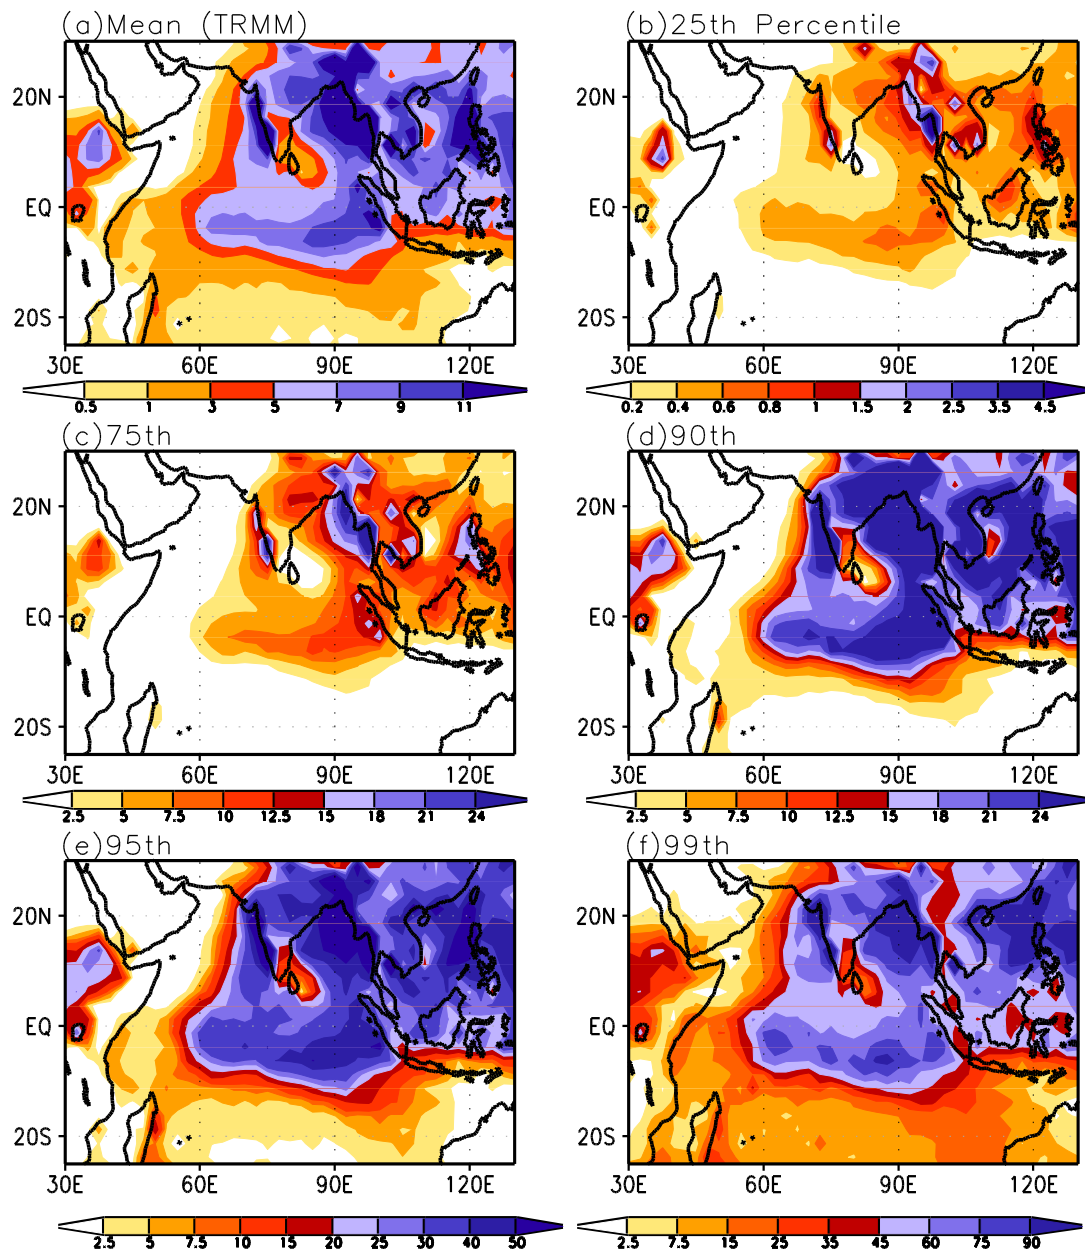 (a)Mean (TRMM)
(b)25th Percentile
20N
EQ
20S
30E 60E 90E 120E
20N
EQ
20S
30E 60E 90E 120E
0.5 1 3 5 7 9 11
0.2 0.4 0.6 0.8 1 1.5 2 2.5 3.5 4.5
(c)75th
(d)90th
20N
EQ
20S
30E 60E 90E 120E
20N
EQ
20S
30E 60E 90E 120E
2.5 5 7.5 10 12.5 15 18 21 24
2.5 5 7.5 10 12.5 15 18 21 24
(e)95th
(f)99th
20N
EQ
20S
30E 60E 90E 120E
20N
EQ
20S
30E 60E 90E 120E
2.5 5 7.5 10 15 20 25 30 40 50
2.5 7.5 15 25 35 45 60 75 90